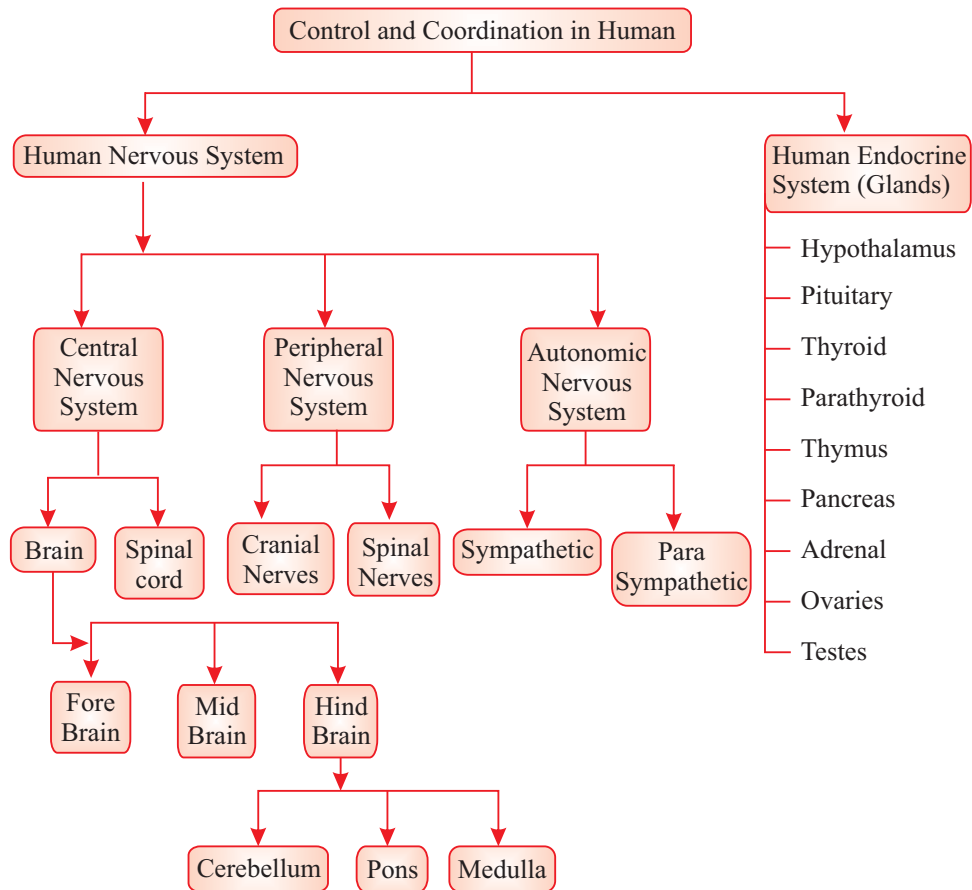 Control and Coordination in Human
Human Nervous System
Human Endocrine
System (Glands)
Hypothalamus
Pituitary
Thyroid
Parathyroid
Thymus
Pancreas
Adrenal
Ovaries
Testes
Central
Nervous
System
Peripheral
Nervous
System
Autonomic
Nervous
System
Brain
Spinal
cord
Cranial
Nerves
Spinal
Nerves
Sympathetic
Para
Sympathetic
Fore
Brain
Mid
Brain
Hind
Brain
Cerebellum
Pons
Medulla